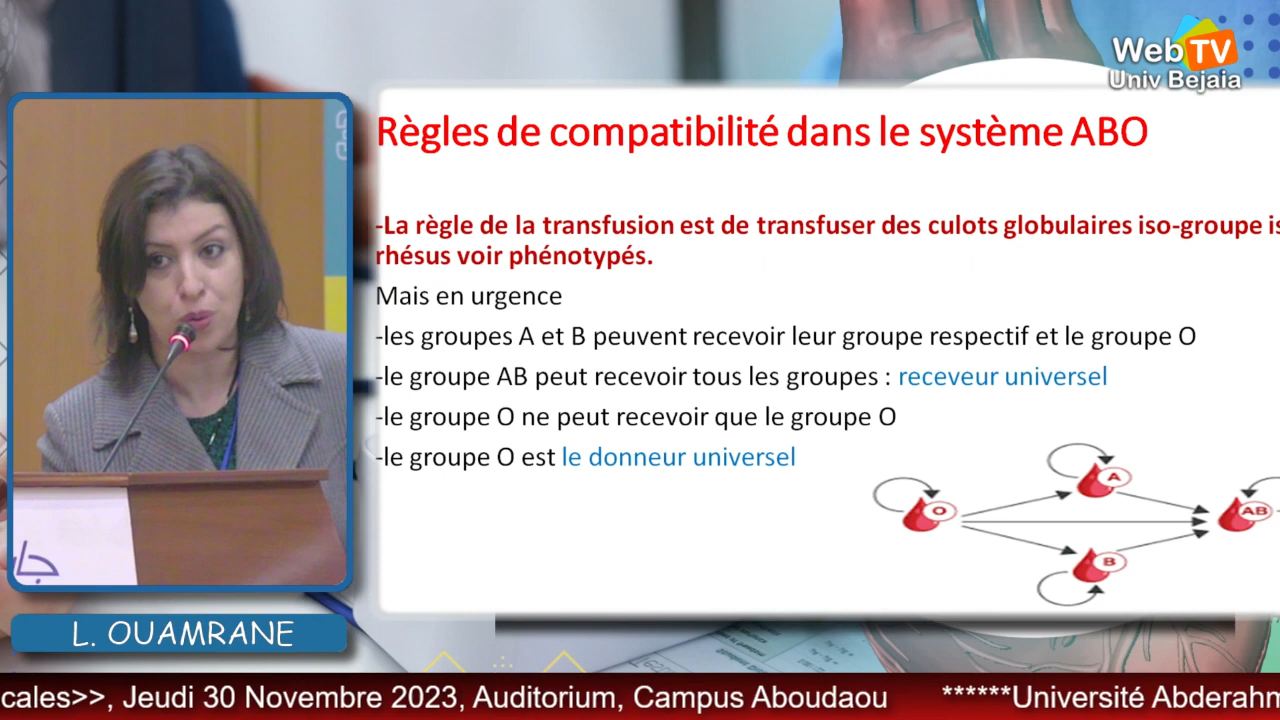 WebTV
Univ Bejaia
Règles de compatibilité dans le système ABO
-La règle de la transfusion est de transfuser des culots globulaires iso-groupe is
rhésus voir phénotypés.
Mais en urgence
-les groupes A et B peuvent recevoir leur groupe respectif et le groupe O
-le groupe AB peut recevoir tous les groupes : receveur universel
-le groupe O ne peut recevoir que le groupe O
-le groupe O est le donneur universel
A
O
AB
B
L. OUAMRANE
cales>>, Jeudi 30 Novembre 2023, Auditorium, Campus Aboudaou ******Université Abderahm